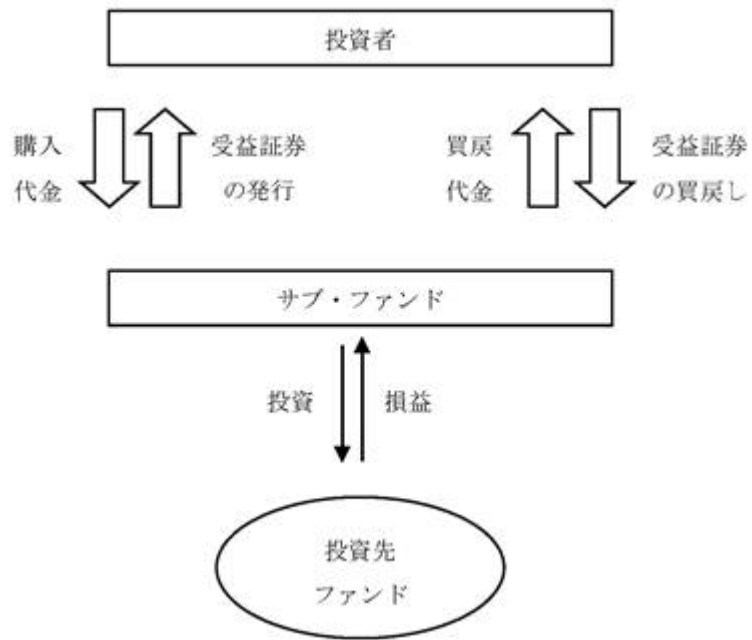 投資者
購入
代金
受益証券
の発行
買戻
代金
受益証券
の買戻し
サブ・ファンド
投資
損益
投資先
ファンド